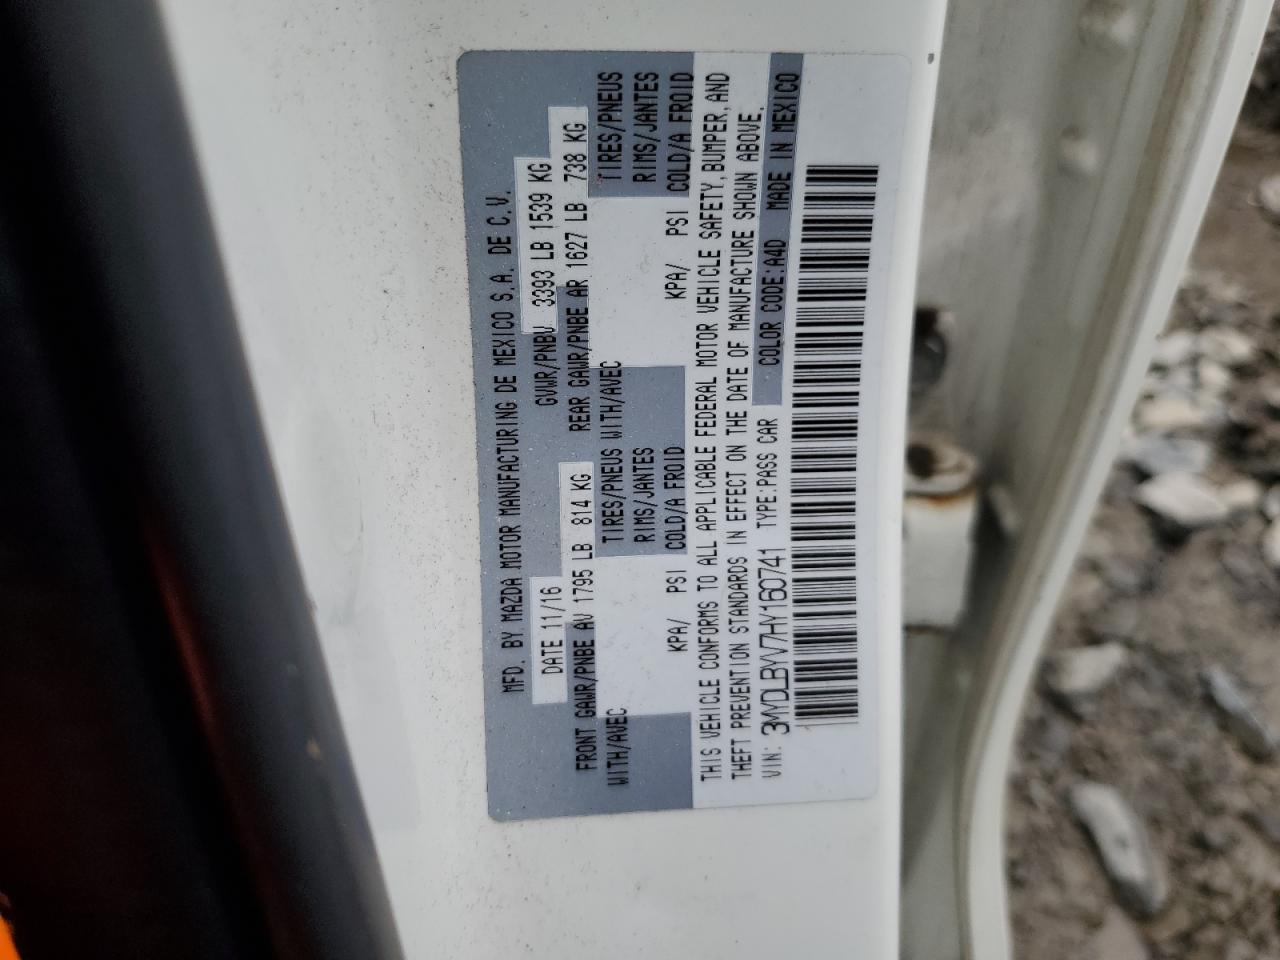 MFD. BY MAZDA MOTOR MANUFACTURING DE MEXICO S.A. DE C.V.
DATE 11/16 GVWR/PNBV 3393 LB 1539 KG
FRONT GAWR/PNBE AV 1795 LB 814 KG REAR GAWR/PNBE AR 1627 LB 738 KG
WITH/AVEC TIRES/PNEUS WITH/AVEC TIRES/PNEUS
RIMS/JANTES RIMS/JANTES
KPA/ PSI COLD/A FROID KPA/ PSI COLD/A FROID
THIS VEHICLE CONFORMS TO ALL APPLICABLE FEDERAL MOTOR VEHICLE SAFETY, BUMPER, AND
THEFT PREVENTION STANDARDS IN EFFECT ON THE DATE OF MANUFACTURE SHOWN ABOVE.
VIN: 3MYDLBYV7HY160741 TYPE:PASS CAR COLOR CODE:A4D MADE IN MEXICO